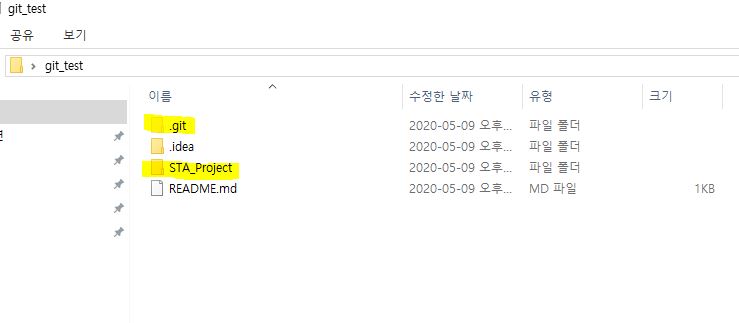 git_test
공유 보기
git_test
이름 수정한 날짜 유형 크기
.git 2020-05-09 오후... 파일 폴더
.idea 2020-05-09 오후... 파일 폴더
STA_Project 2020-05-09 오후... 파일 폴더
README.md 2020-05-09 오후... MD 파일 1KB